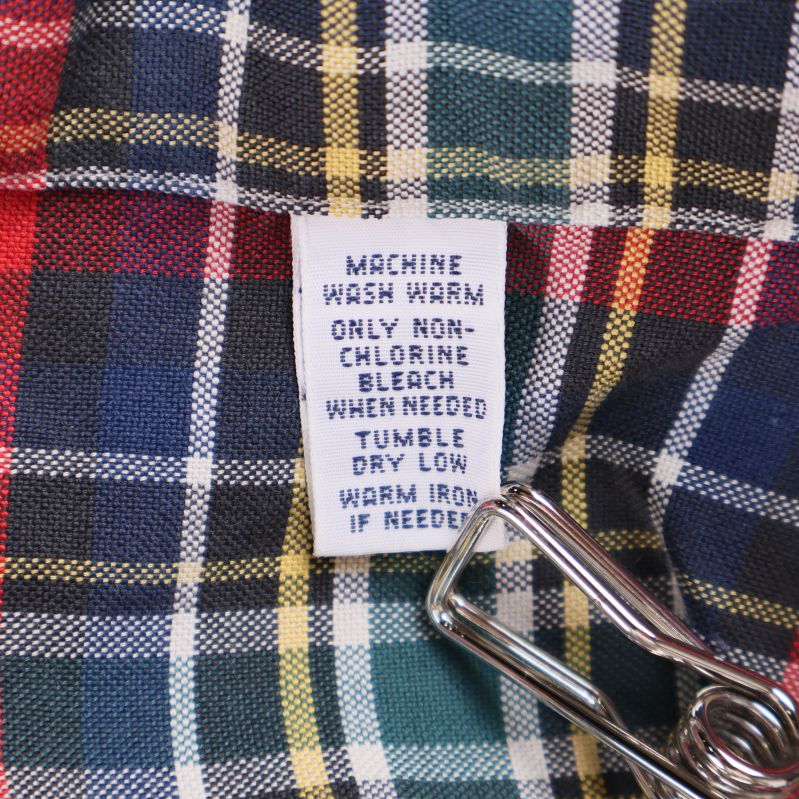 MACHINE
WASH WARM
ONLY NON-
CHLORINE
BLEACH
WHEN NEEDED
TUMBLE
DRY LOW
WARM IRON
IF NEEDED